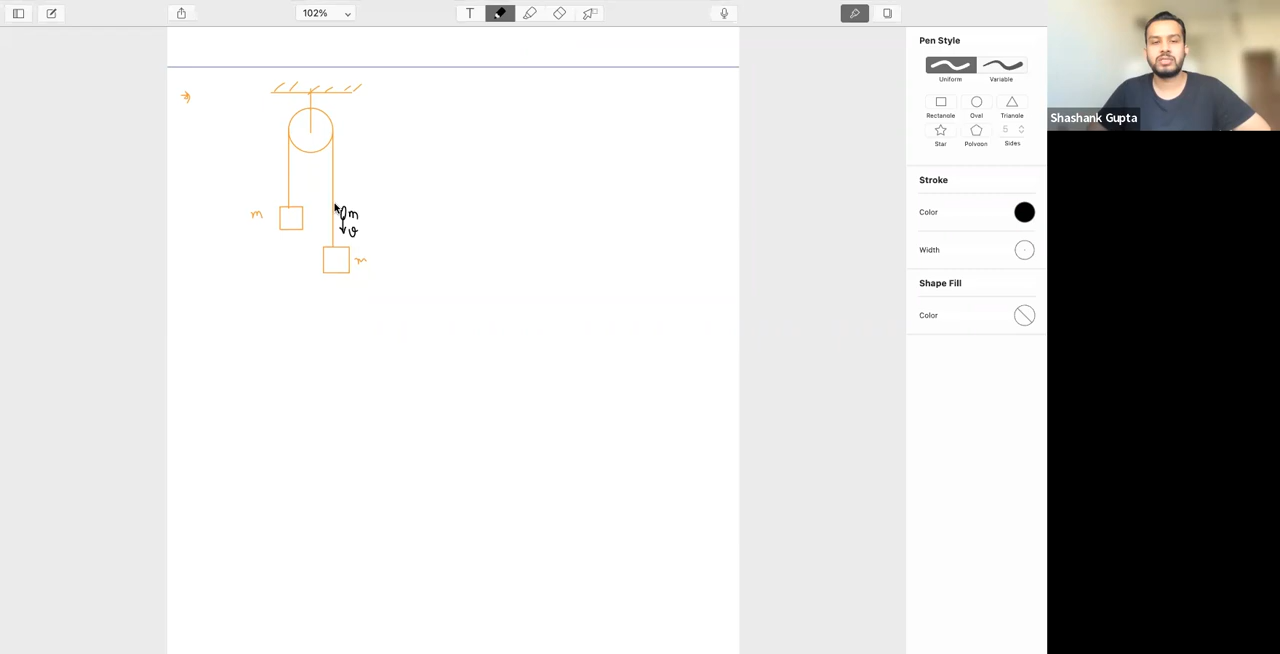 102%
T
Pen Style
Uniform
Variable
Rectangle
Oval
Triangle
Star
Polygon
5
Sides
Stroke
Color
Width
Shape Fill
Color
Shashank Gupta
m
m
v
m